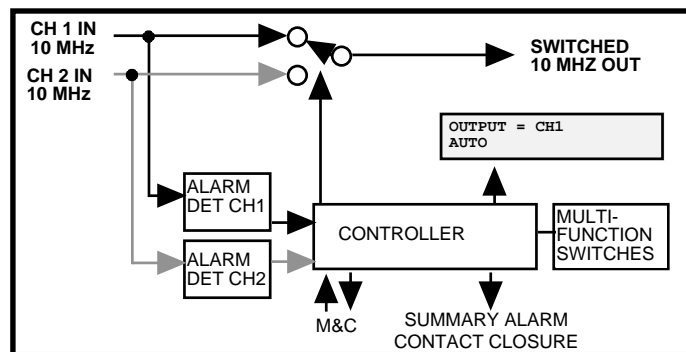 CH 1 IN
10 MHz
CH 2 IN
10 MHz
SWITCHED
10 MHZ OUT
OUTPUT = CH1
AUTO
ALARM
DET CH1
ALARM
DET CH2
CONTROLLER
MULTI-
FUNCTION
SWITCHES
M&C
SUMMARY ALARM
CONTACT CLOSURE